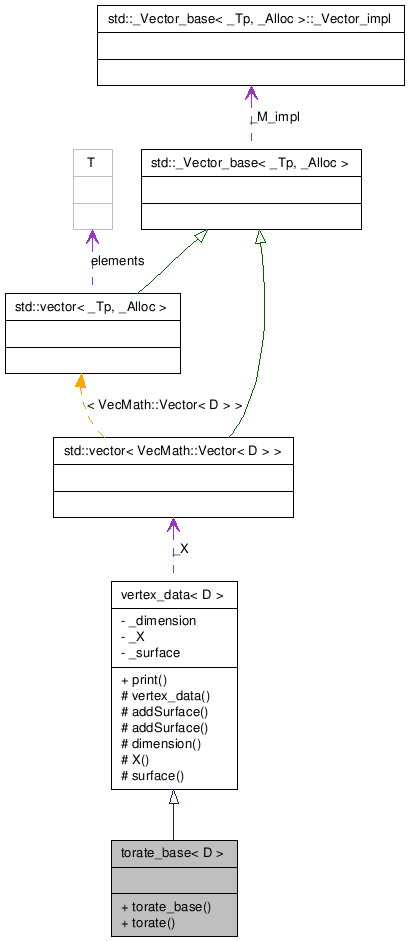 std::_Vector_base< _Tp, _Alloc >::_Vector_impl
_M_impl
T
std::_Vector_base< _Tp, _Alloc >
elements
std::vector< _Tp, _Alloc >
< VecMath::Vector< D > >
std::vector< VecMath::Vector< D > >
_X
vertex_data< D >
- _dimension
- _X
- _surface
+ print()
# vertex_data()
# addSurface()
# addSurface()
# dimension()
# X()
# surface()
torate_base< D >
+ torate_base()
+ torate()